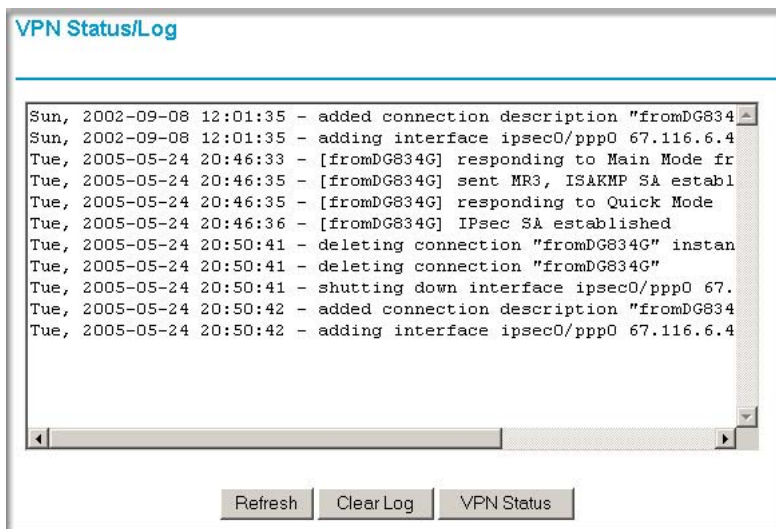 VPN Status/Log
Sun, 2002-09-08 12:01:35 - added connection description "fromDG834
Sun, 2002-09-08 12:01:35 - adding interface ipsec0/ppp0 67.116.6.4
Tue, 2005-05-24 20:46:33 - [fromDG834G] responding to Main Mode fr
Tue, 2005-05-24 20:46:35 - [fromDG834G] sent MR3, ISAKMP SA establ
Tue, 2005-05-24 20:46:35 - [fromDG834G] responding to Quick Mode
Tue, 2005-05-24 20:46:36 - [fromDG834G] IPsec SA established
Tue, 2005-05-24 20:50:41 - deleting connection "fromDG834G" instan
Tue, 2005-05-24 20:50:41 - deleting connection "fromDG834G"
Tue, 2005-05-24 20:50:41 - shutting down interface ipsec0/ppp0 67.
Tue, 2005-05-24 20:50:42 - added connection description "fromDG834
Tue, 2005-05-24 20:50:42 - adding interface ipsec0/ppp0 67.116.6.4
Refresh Clear Log VPN Status